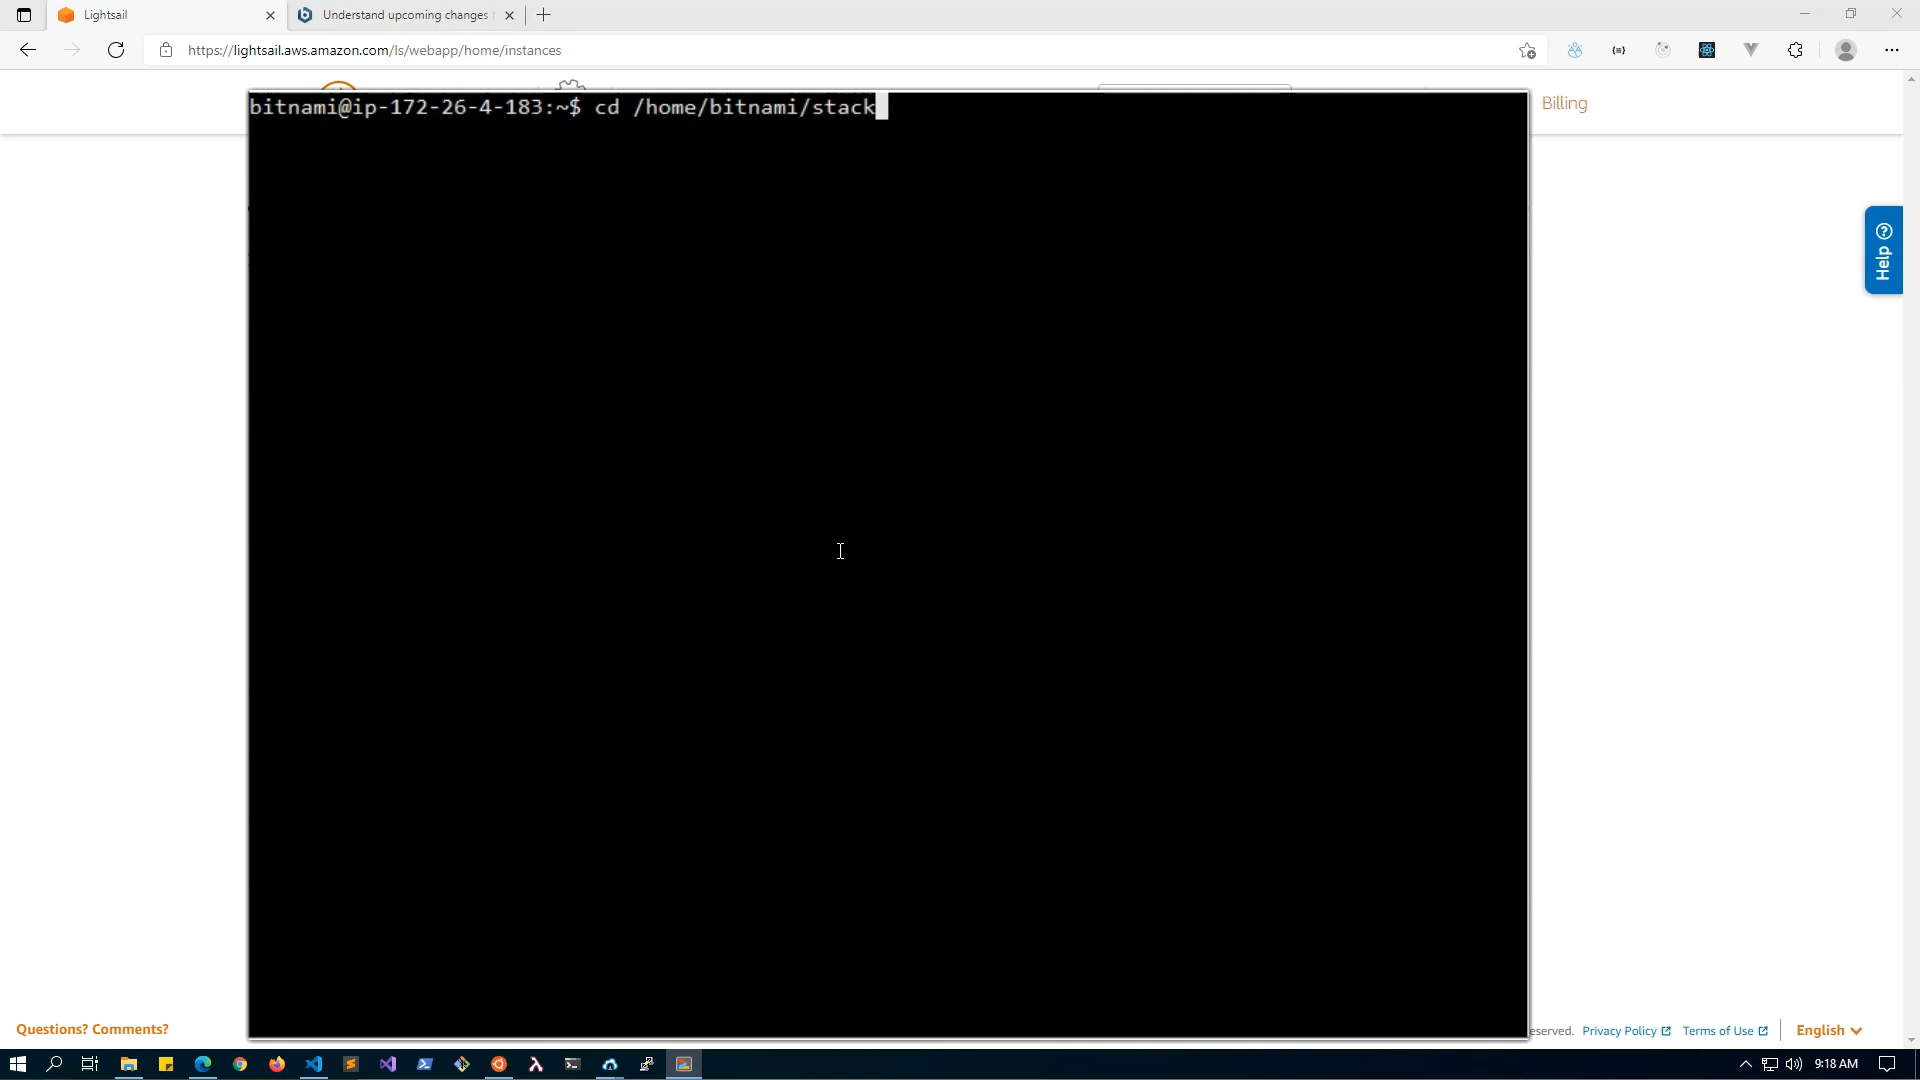 Lightsail
Understand upcoming changes
https://lightsail.aws.amazon.com/ls/webapp/home/instances
Billing
bitnami@ip-172-26-4-183:~$ cd /home/bitnami/stack
Help
Questions? Comments?
eserved. Privacy Policy Terms of Use English
9:18 AM